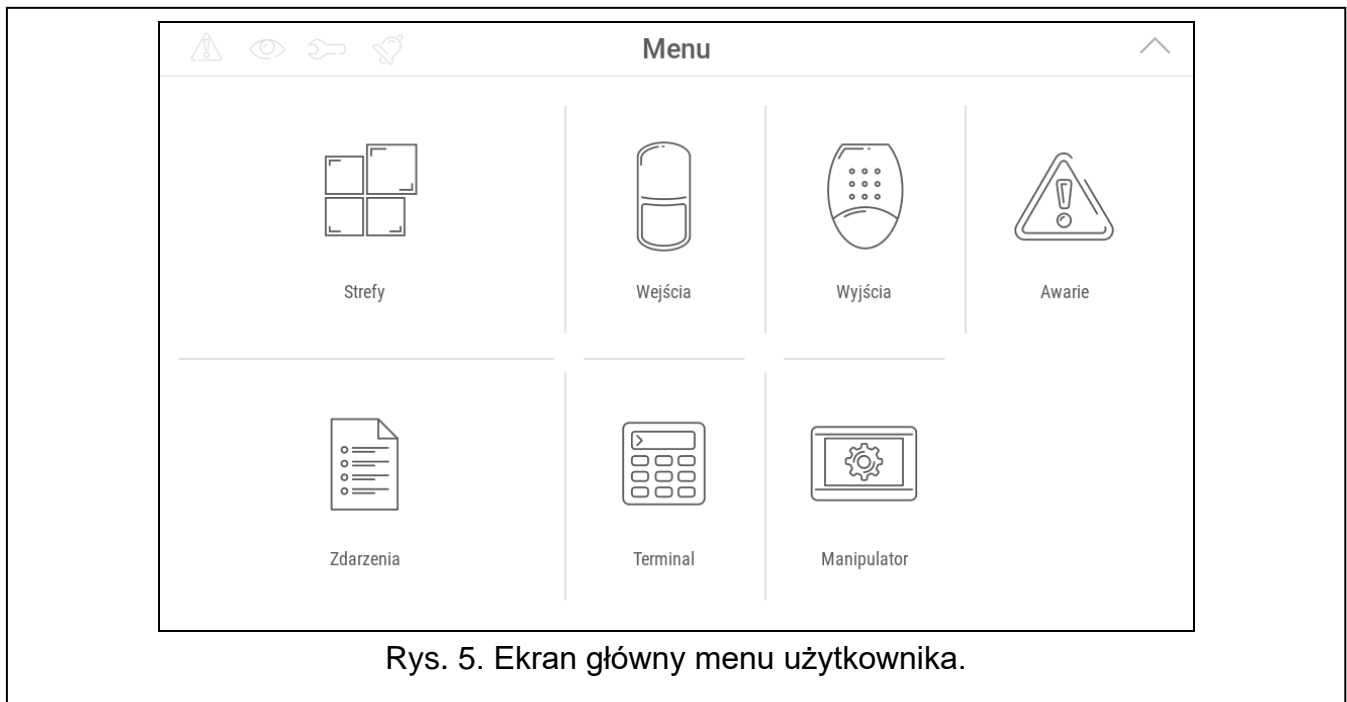 Menu
Strefy
Wejścia
Wyjścia
Awarie
Zdarzenia
Terminal
Manipulator
Rys. 5. Ekran główny menu użytkownika.